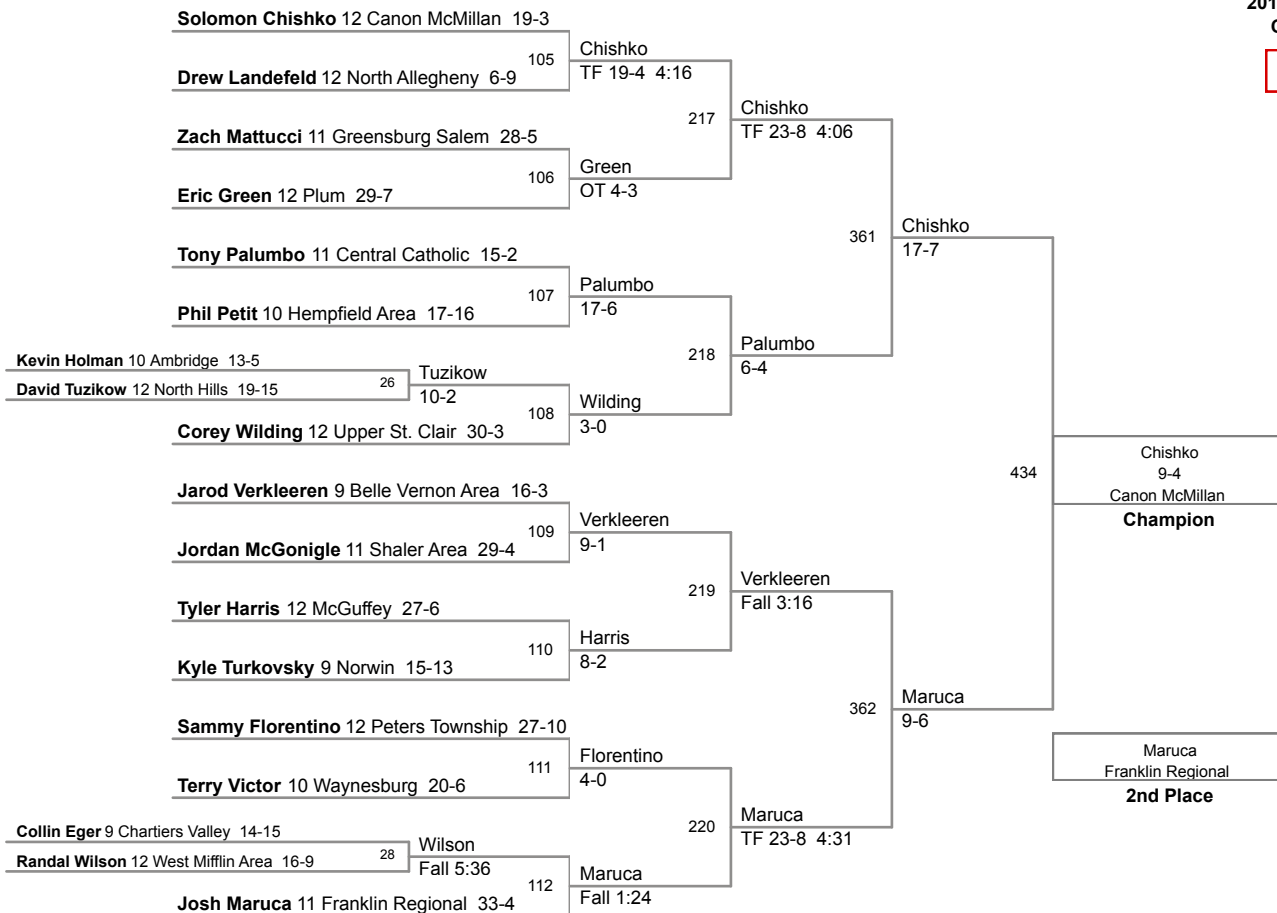 201
Solomon Chishko 12 Canon McMillan 19-3
105
Chishko
TF 19-4 4:16
Drew Landefeld 12 North Allegheny 6-9
217
Chishko
TF 23-8 4:06
Zach Mattucci 11 Greensburg Salem 28-5
106
Green
OT 4-3
Eric Green 12 Plum 29-7
361
Chishko
17-7
Tony Palumbo 11 Central Catholic 15-2
107
Palumbo
17-6
Phil Petit 10 Hempfield Area 17-16
218
Palumbo
6-4
Kevin Holman 10 Ambridge 13-5
26
Tuzikow
10-2
David Tuzikow 12 North Hills 19-15
108
Wilding
3-0
Corey Wilding 12 Upper St. Clair 30-3
434
Chishko
9-4
Canon McMillan
Champion
Jarod Verkleeren 9 Belle Vernon Area 16-3
109
Verkleeren
9-1
Jordan McGonigle 11 Shaler Area 29-4
219
Verkleeren
Fall 3:16
Tyler Harris 12 McGuffey 27-6
110
Harris
8-2
Kyle Turkovsky 9 Norwin 15-13
362
Maruca
9-6
Sammy Florentino 12 Peters Township 27-10
111
Florentino
4-0
Terry Victor 10 Waynesburg 20-6
Maruca
Franklin Regional
2nd Place
220
Maruca
TF 23-8 4:31
Collin Eger 9 Chartiers Valley 14-15
28
Wilson
Fall 5:36
Randal Wilson 12 West Mifflin Area 16-9
112
Maruca
Fall 1:24
Josh Maruca 11 Franklin Regional 33-4